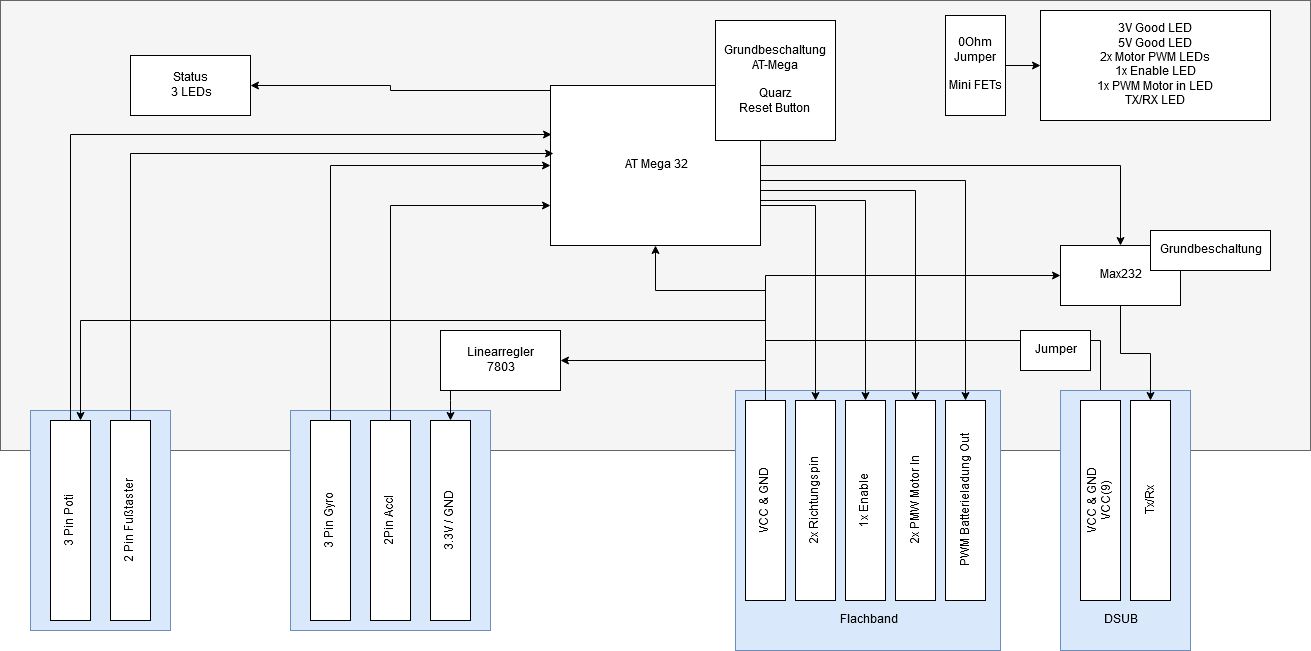 Grundbeschaltung
AT-Mega
Quarz
Reset Button
0Ohm
Jumper
Mini FETs
3V Good LED
5V Good LED
2x Motor PWM LEDs
1x Enable LED
1x PWM Motor in LED
TX/RX LED
Status
3 LEDs
AT Mega 32
Grundbeschaltung
Max232
Linearregler
7803
Jumper
3 Pin Poti
2 Pin Fußtaster
3 Pin Gyro
2Pin Accl
3.3V / GND
VCC & GND
2x Richtungspin
1x Enable
2x PMW Motor In
PWM Batterieladung Out
Flachband
VCC & GND
VCC(9)
Tx/Rx
DSUB